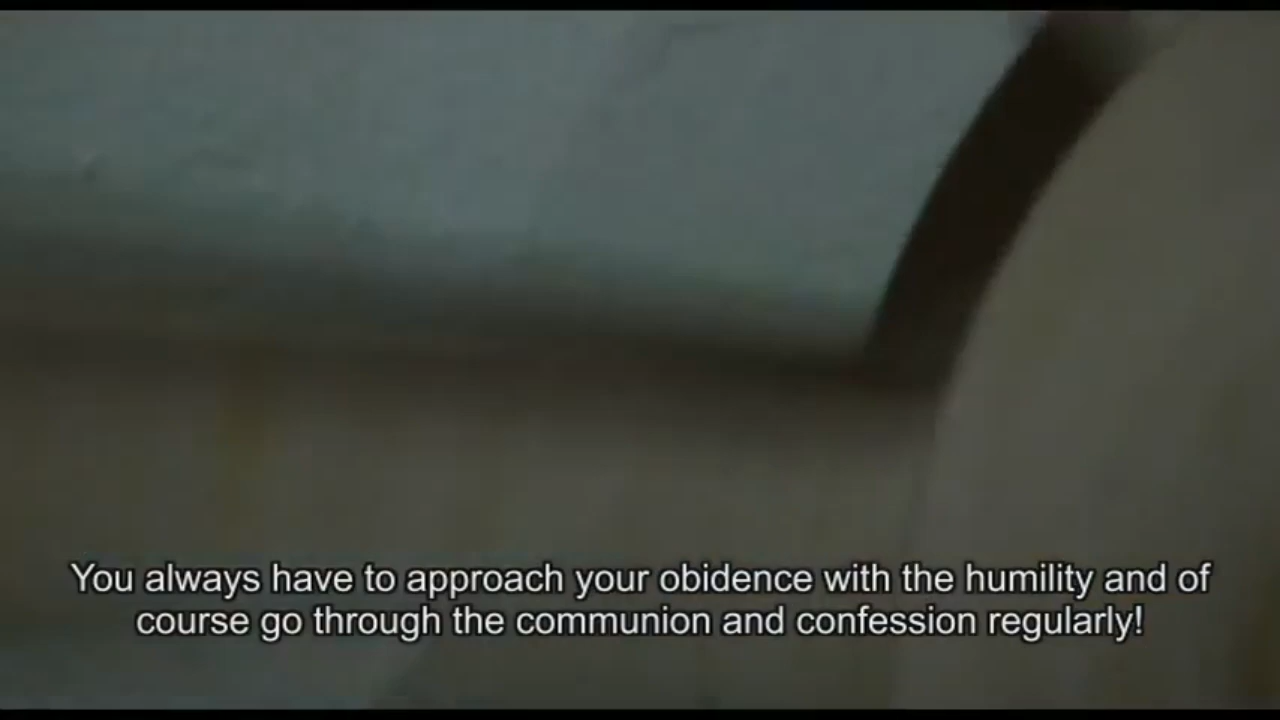 You always have to approach your obidence with the humility and of
course go through the communion and confession regularly!